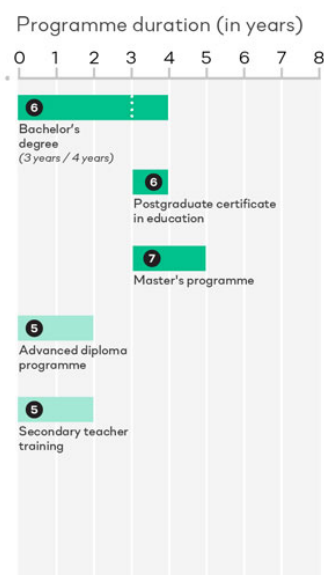 Programme duration (in years)
0 1 2 3 4 5 6 7 8
6
Bachelor's
degree
(3 years / 4 years)
6
Postgraduate certificate
in education
7
Master's programme
5
Advanced diploma
programme
5
Secondary teacher
training